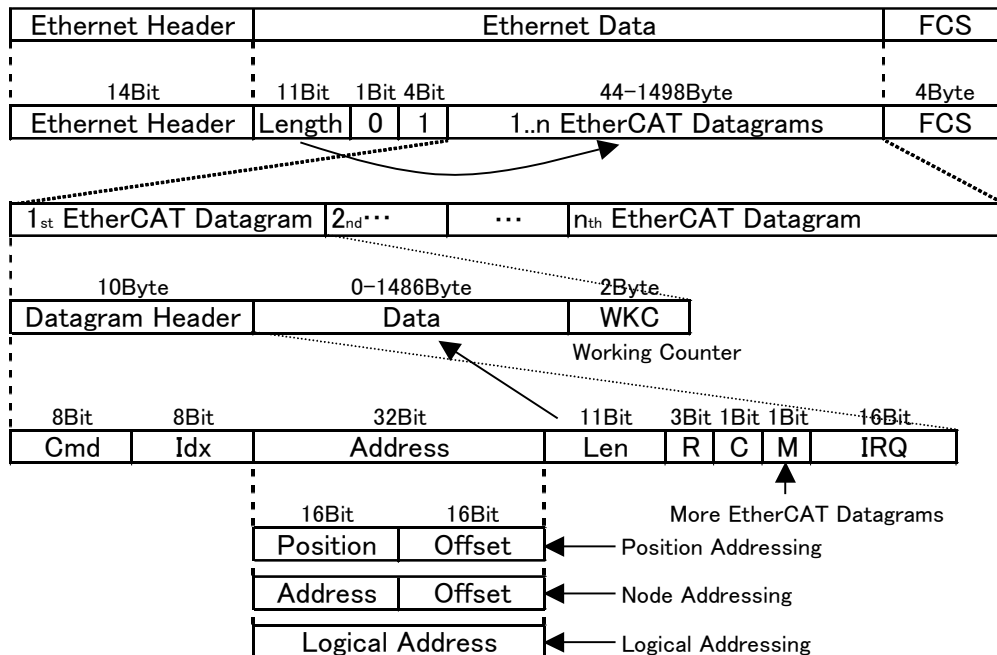 Ethernet Header Ethernet Data FCS
14Bit 11Bit 1Bit 4Bit 44-1498Byte 4Byte
Ethernet Header Length 0 1 1..n EtherCAT Datagrams FCS
1st EtherCAT Datagram 2nd… … nth EtherCAT Datagram
10Byte 0-1486Byte 2Byte
Datagram Header Data WKC
Working Counter
8Bit 8Bit 32Bit 11Bit 3Bit 1Bit 1Bit 16Bit
Cmd Idx Address Len R C M IRQ
16Bit 16Bit More EtherCAT Datagrams
Position Offset Position Addressing
Address Offset Node Addressing
Logical Address Logical Addressing